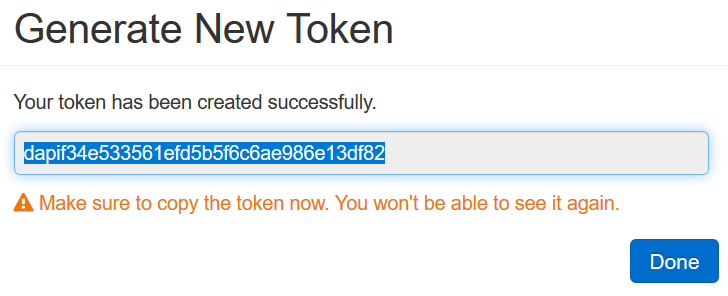 Generate New Token
Your token has been created successfully.
dapif34e533561efd5b5f6c6ae986e13df82
Make sure to copy the token now. You won't be able to see it again.
Done